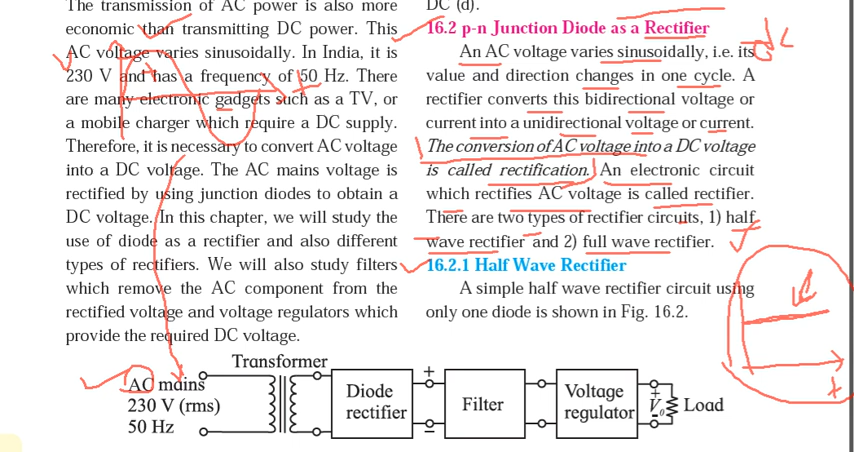 The transmission of AC power is also more
economic than transmitting DC power. This
AC voltage varies sinusoidally. In India, it is
230 V and has a frequency of 50 Hz. There
are many electronic gadgets such as a TV, or
a mobile charger which require a DC supply.
Therefore, it is necessary to convert AC voltage
into a DC voltage. The AC mains voltage is
rectified by using junction diodes to obtain a
DC voltage. In this chapter, we will study the
use of diode as a rectifier and also different
types of rectifiers. We will also study filters
which remove the AC component from the
rectified voltage and voltage regulators which
provide the required DC voltage.
DC (d).
16.2 p-n Junction Diode as a Rectifier
An AC voltage varies sinusoidally, i.e. its
value and direction changes in one cycle. A
rectifier converts this bidirectional voltage or
current into a unidirectional voltage or current.
The conversion of AC voltage into a DC voltage
is called rectification. An electronic circuit
which rectifies AC voltage is called rectifier.
There are two types of rectifier circuits, 1) half
wave rectifier and 2) full wave rectifier.
16.2.1 Half Wave Rectifier
A simple half wave rectifier circuit using
only one diode is shown in Fig. 16.2.
dc
Transformer
AC mains
230 V (rms)
50 Hz
Diode
rectifier
+
−
Filter
Voltage
regulator
+
V₀
−
Load